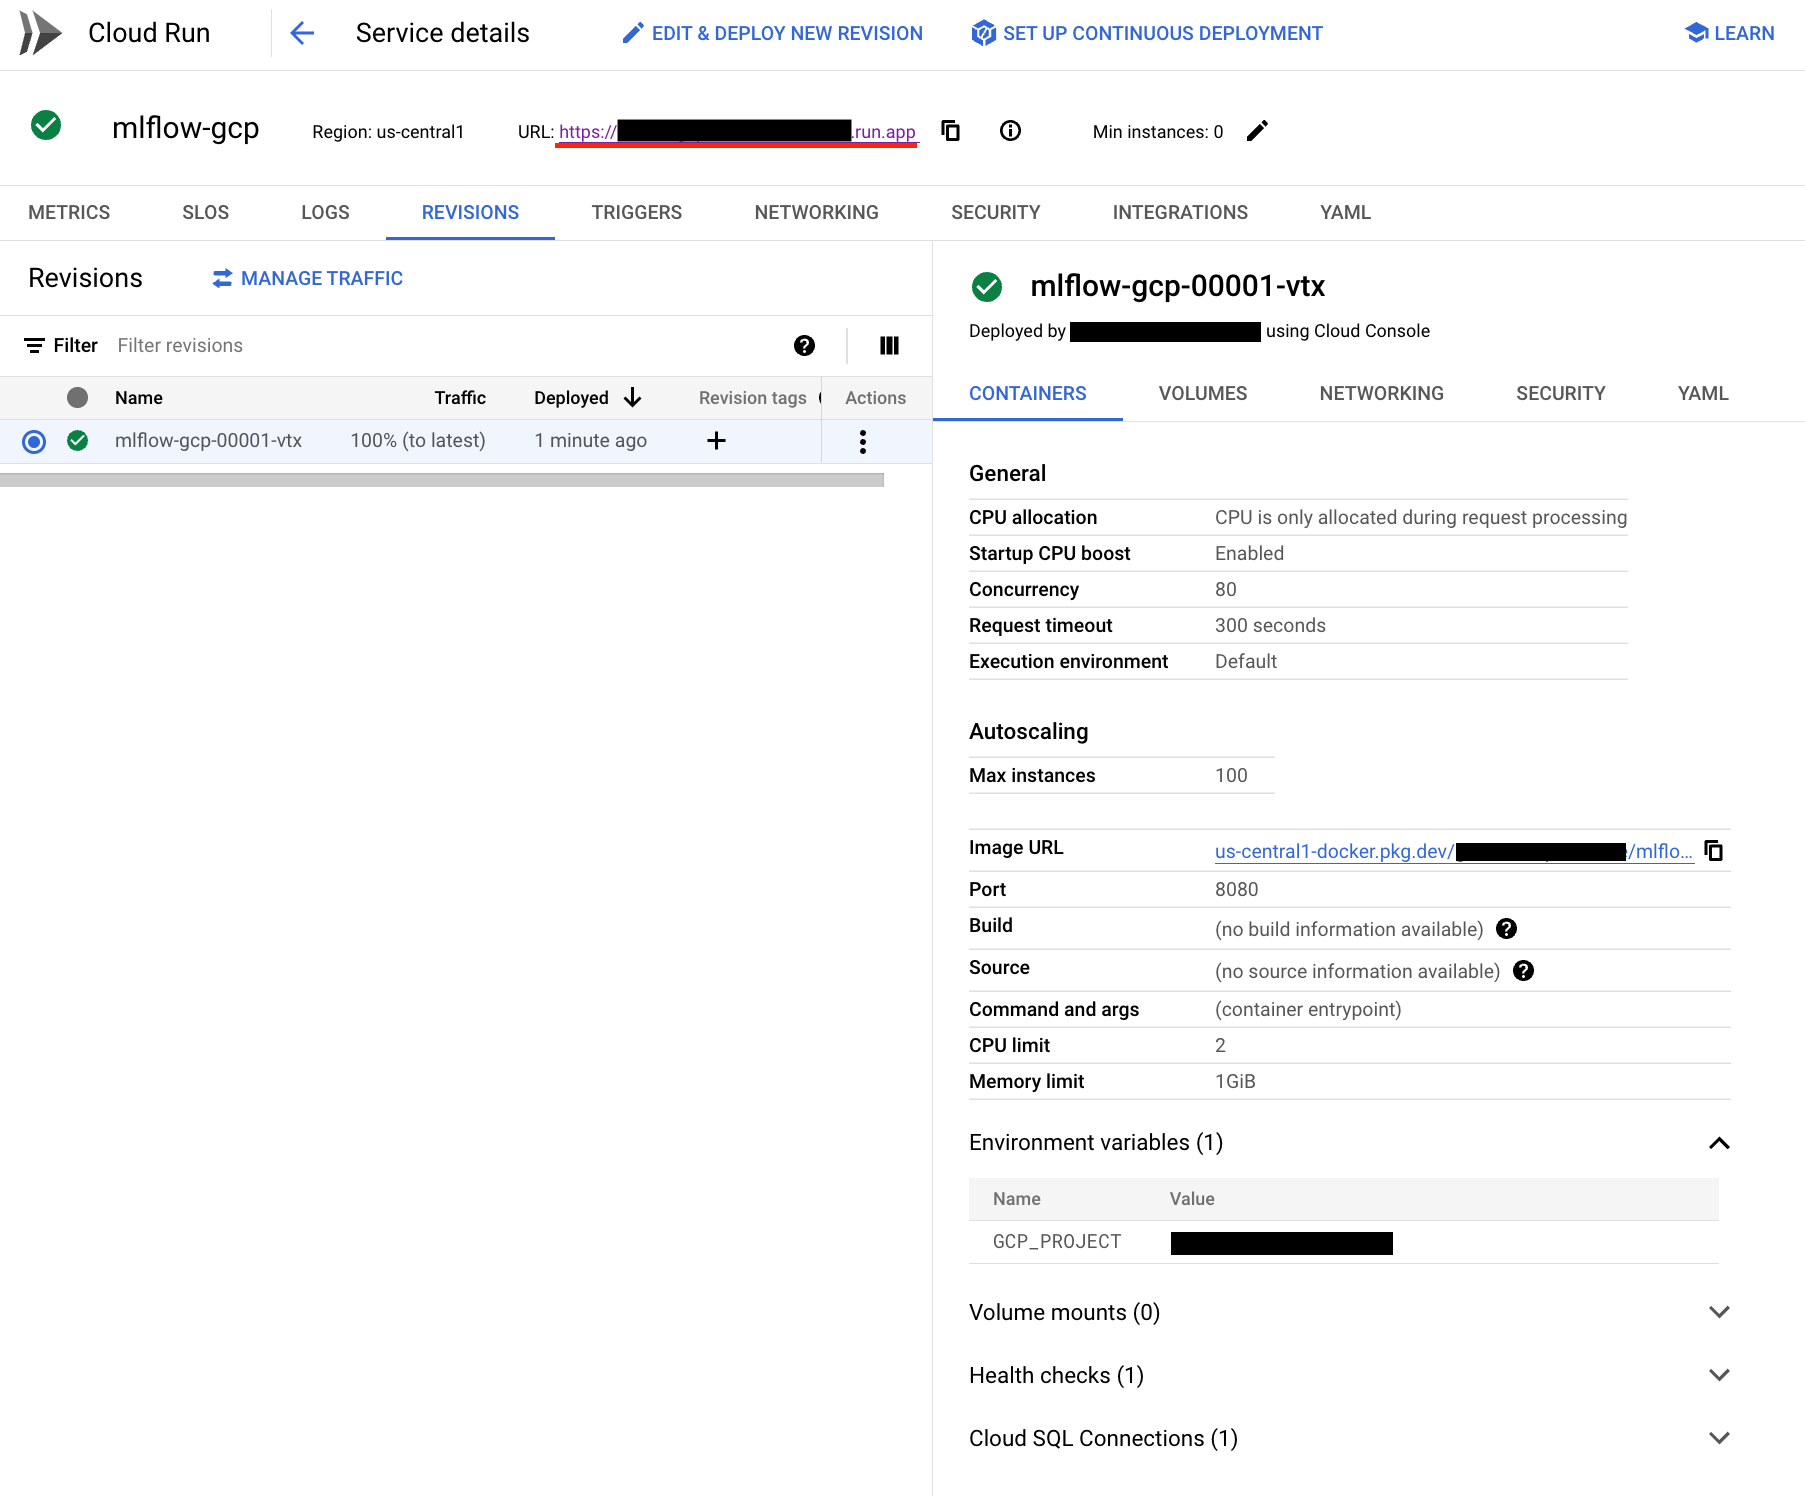 Cloud Run
Service details
EDIT & DEPLOY NEW REVISION
SET UP CONTINUOUS DEPLOYMENT
LEARN
mlflow-gcp
Region: us-central1
URL: https:// .run.app
Min instances: 0
METRICS
SLOS
LOGS
REVISIONS
TRIGGERS
NETWORKING
SECURITY
INTEGRATIONS
YAML
Revisions
MANAGE TRAFFIC
Filter Filter revisions
Name Traffic Deployed Revision tags Actions
mlflow-gcp-00001-vtx 100% (to latest) 1 minute ago
mlflow-gcp-00001-vtx
Deployed by using Cloud Console
CONTAINERS
VOLUMES
NETWORKING
SECURITY
YAML
General
CPU allocation CPU is only allocated during request processing
Startup CPU boost Enabled
Concurrency 80
Request timeout 300 seconds
Execution environment Default
Autoscaling
Max instances 100
Image URL us-central1-docker.pkg.dev/ /mlflo...
Port 8080
Build (no build information available)
Source (no source information available)
Command and args (container entrypoint)
CPU limit 2
Memory limit 1GiB
Environment variables (1)
Name Value
GCP_PROJECT
Volume mounts (0)
Health checks (1)
Cloud SQL Connections (1)